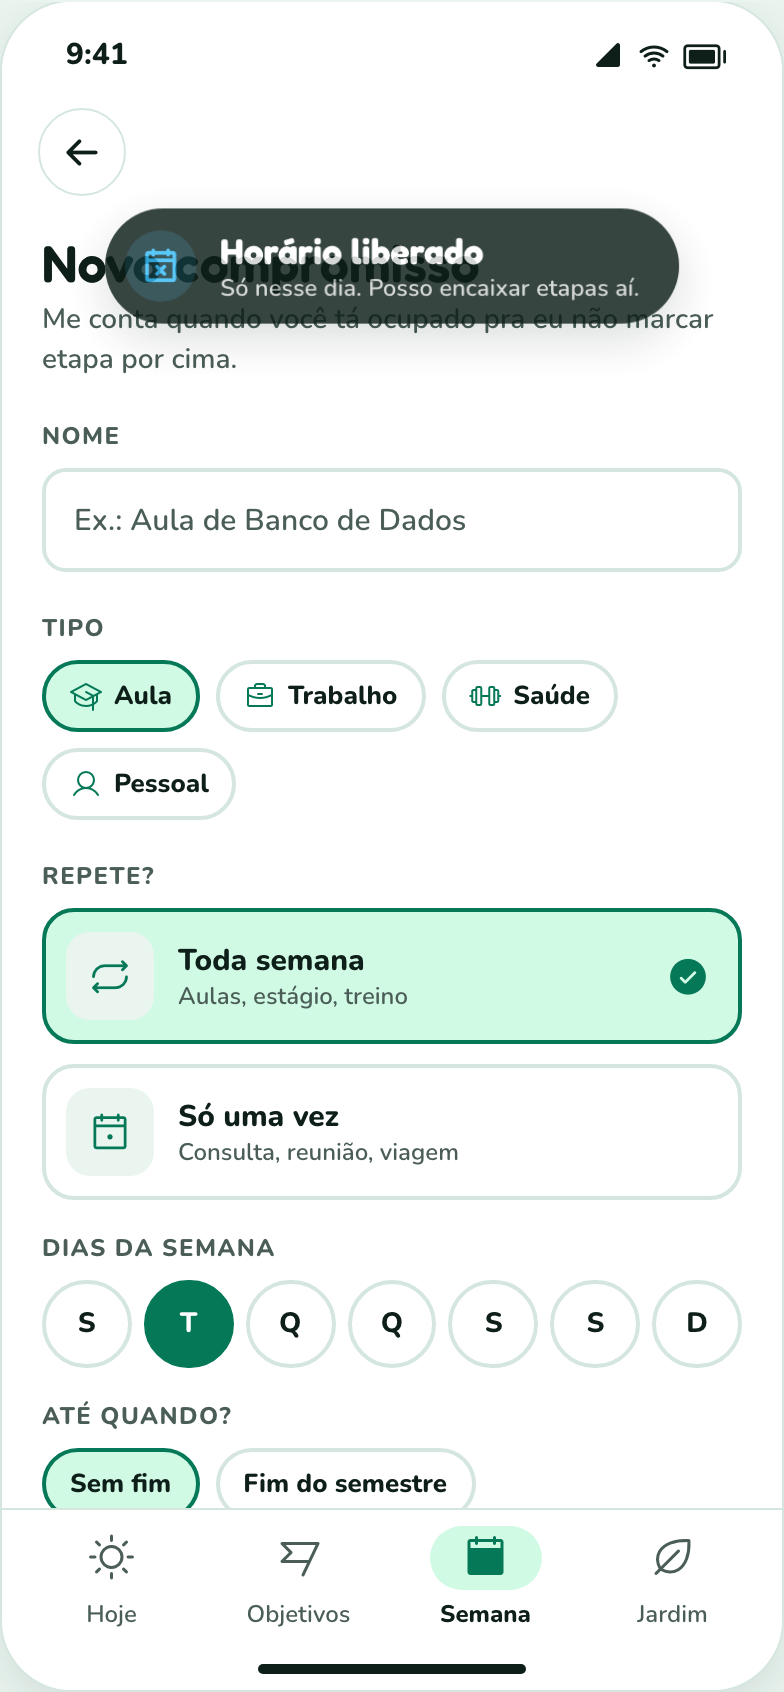 9:41
Novo compromisso
Horário liberado
Só nesse dia. Posso encaixar etapas aí.
Me conta quando você tá ocupado pra eu não marcar
etapa por cima.
NOME
Ex.: Aula de Banco de Dados
TIPO
Aula Trabalho Saúde
Pessoal
REPETE?
Toda semana
Aulas, estágio, treino
Só uma vez
Consulta, reunião, viagem
DIAS DA SEMANA
S T Q Q S S D
ATÉ QUANDO?
Sem fim Fim do semestre
Hoje Objetivos Semana Jardim